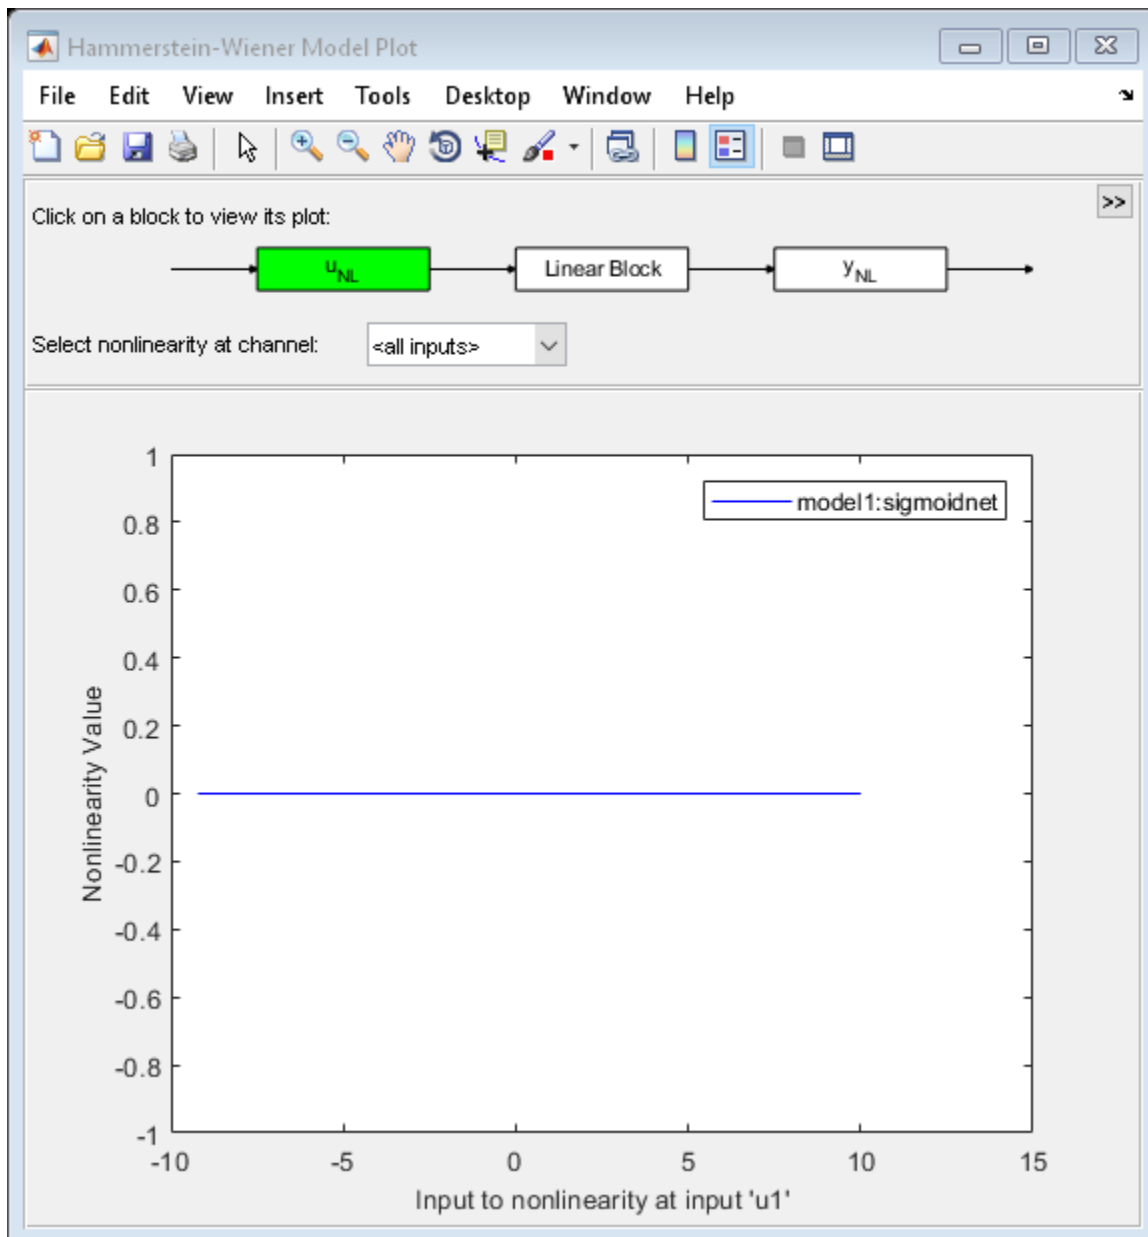 Hammerstein-Wiener Model Plot
File Edit View Insert Tools Desktop Window Help
>>
Click on a block to view its plot:
uNL Linear Block yNL
Select nonlinearity at channel: <all inputs>
model1:sigmoidnet
1
0.8
0.6
0.4
0.2
0
-0.2
-0.4
-0.6
-0.8
-1
Nonlinearity Value
-10 -5 0 5 10 15
Input to nonlinearity at input 'u1'